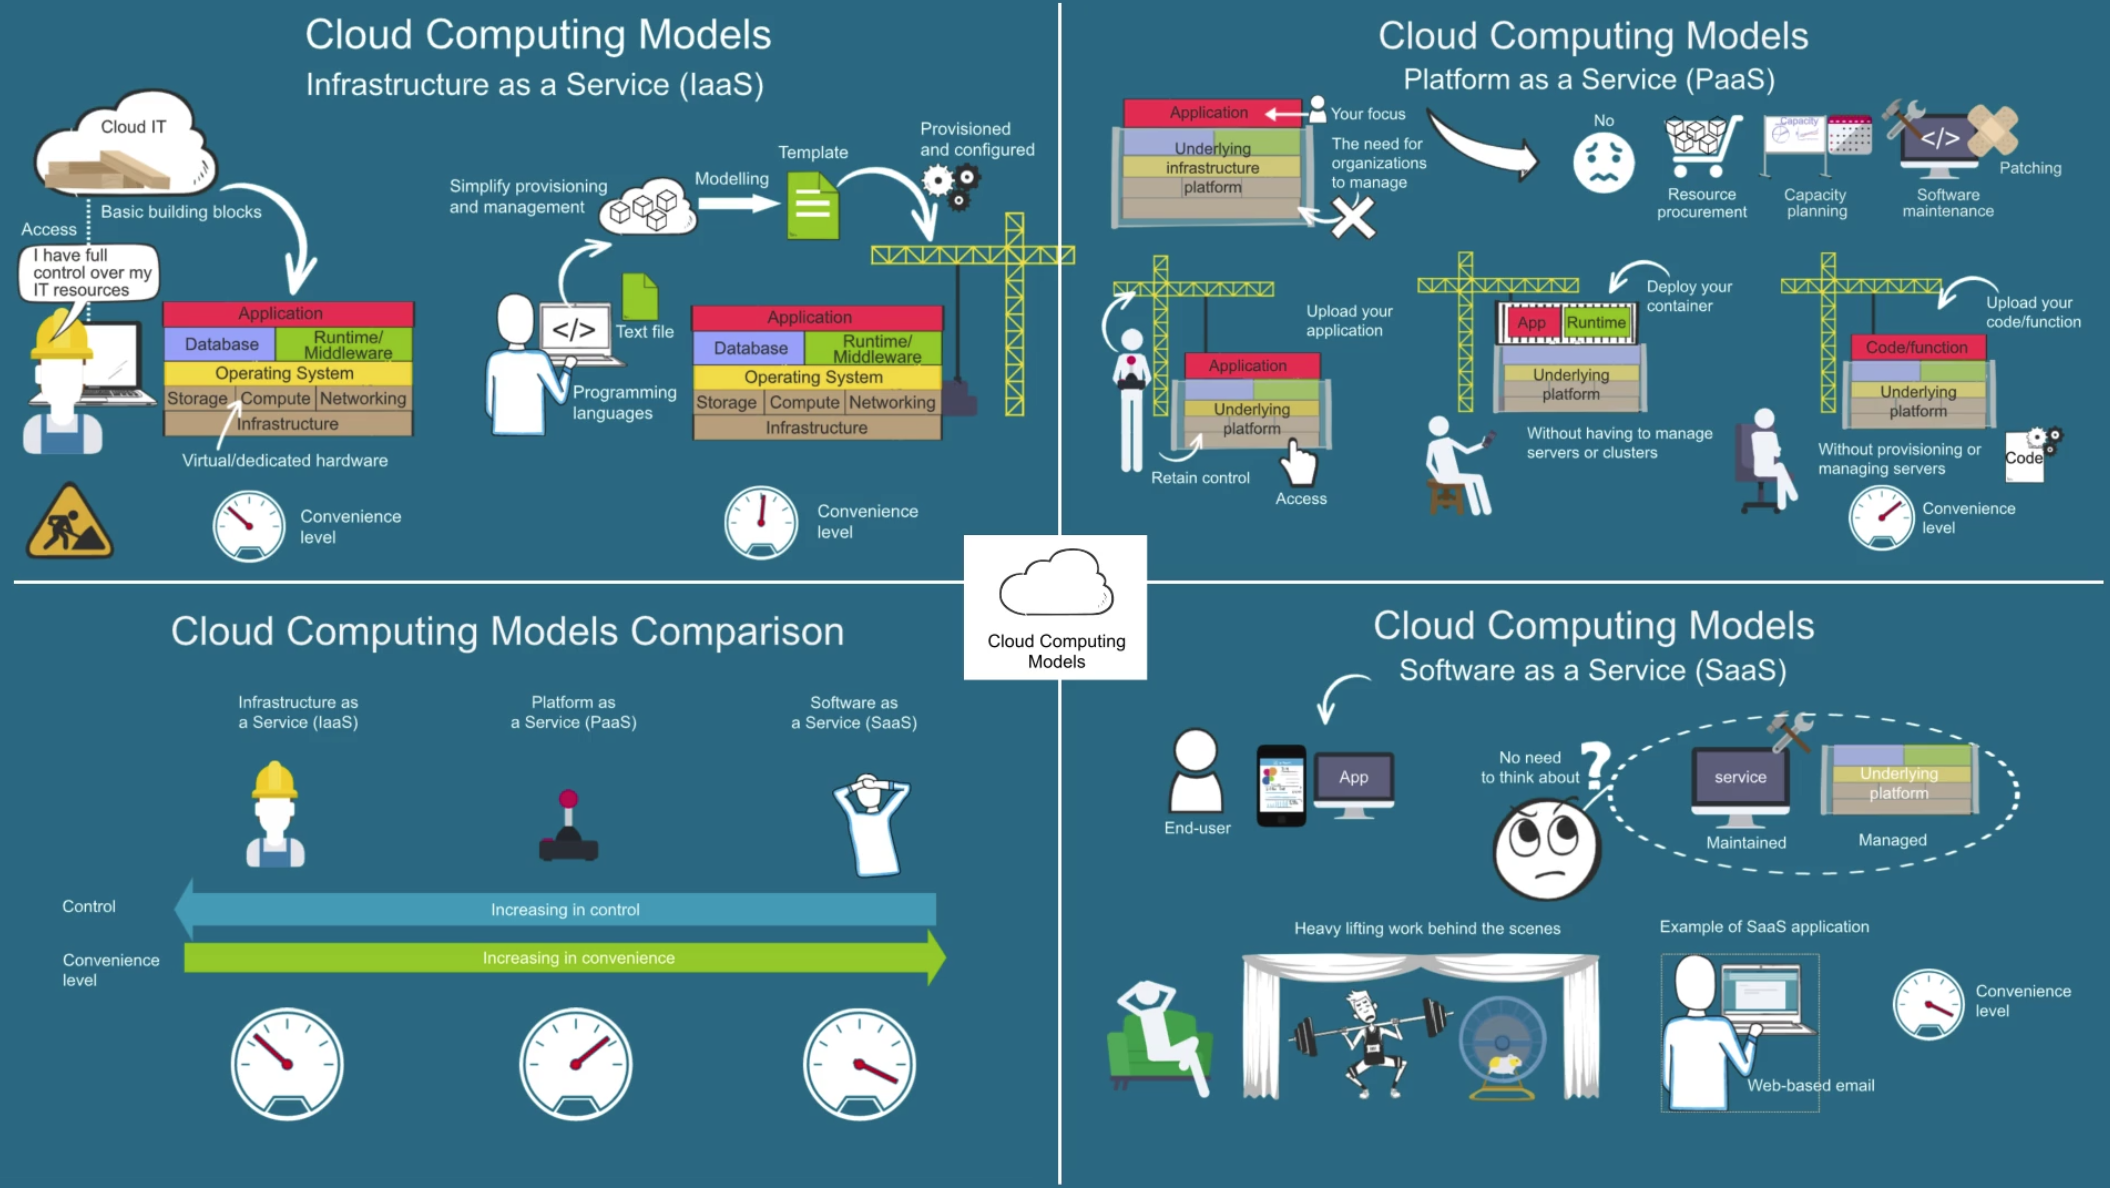 Cloud Computing Models
Infrastructure as a Service (IaaS)
Cloud IT
Basic building blocks
Access
I have full
control over my
IT resources
Application
Database
Runtime/
Middleware
Operating System
Storage
Compute
Networking
Infrastructure
Virtual/dedicated hardware
Convenience
level
Simplify provisioning
and management
Modelling
Template
Provisioned
and configured
</>
Text file
Programming
languages
Application
Database
Runtime/
Middleware
Operating System
Storage
Compute
Networking
Infrastructure
Convenience
level
Cloud Computing Models
Platform as a Service (PaaS)
Application
Your focus
Underlying
infrastructure
platform
The need for
organizations
to manage
No
Resource
procurement
Capacity
Capacity
planning
</>
Software
maintenance
Patching
Upload your
application
Application
Underlying
platform
Retain control
Access
Deploy your
container
App
Runtime
Underlying
platform
Without having to manage
servers or clusters
Upload your
code/function
Code/function
Underlying
platform
Without provisioning or
managing servers
Code
Convenience
level
Cloud Computing
Models
Cloud Computing Models Comparison
Infrastructure as
a Service (IaaS)
Platform as
a Service (PaaS)
Software as
a Service (SaaS)
Control
Increasing in control
Convenience
level
Increasing in convenience
Cloud Computing Models
Software as a Service (SaaS)
End-user
App
No need
to think about
?
service
Maintained
Underlying
platform
Managed
Heavy lifting work behind the scenes
Example of SaaS application
Web-based email
Convenience
level